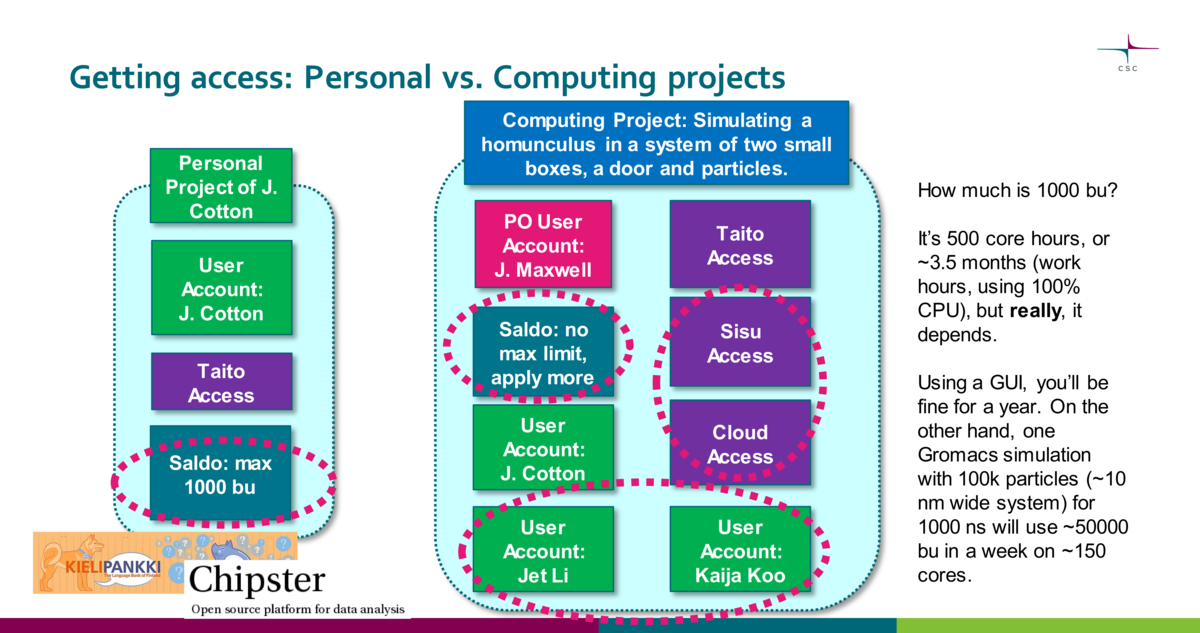 CSC
Getting access: Personal vs. Computing projects
Personal
Project of J.
Cotton
User
Account:
J. Cotton
Taito
Access
Saldo: max
1000 bu
KIELIPANKKI
The Language Bank of Finland
Chipster
Open source platform for data analysis
Computing Project: Simulating a
homunculus in a system of two small
boxes, a door and particles.
PO User
Account:
J. Maxwell
Saldo: no
max limit,
apply more
User
Account:
J. Cotton
User
Account:
Jet Li
Taito
Access
Sisu
Access
Cloud
Access
User
Account:
Kaija Koo
How much is 1000 bu?
It’s 500 core hours, or
~3.5 months (work
hours, using 100%
CPU), but really, it
depends.
Using a GUI, you’ll be
fine for a year. On the
other hand, one
Gromacs simulation
with 100k particles (~10
nm wide system) for
1000 ns will use ~50000
bu in a week on ~150
cores.